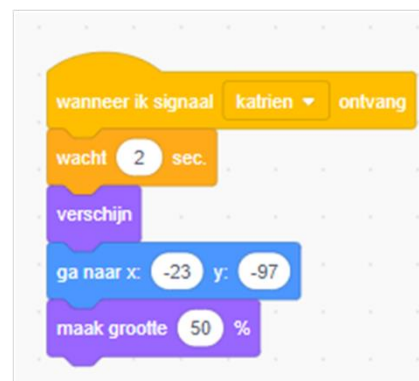 wanneer ik signaal katrien ontvang
wacht 2 sec.
verschijn
ga naar x: -23 y: -97
maak grootte 50 %